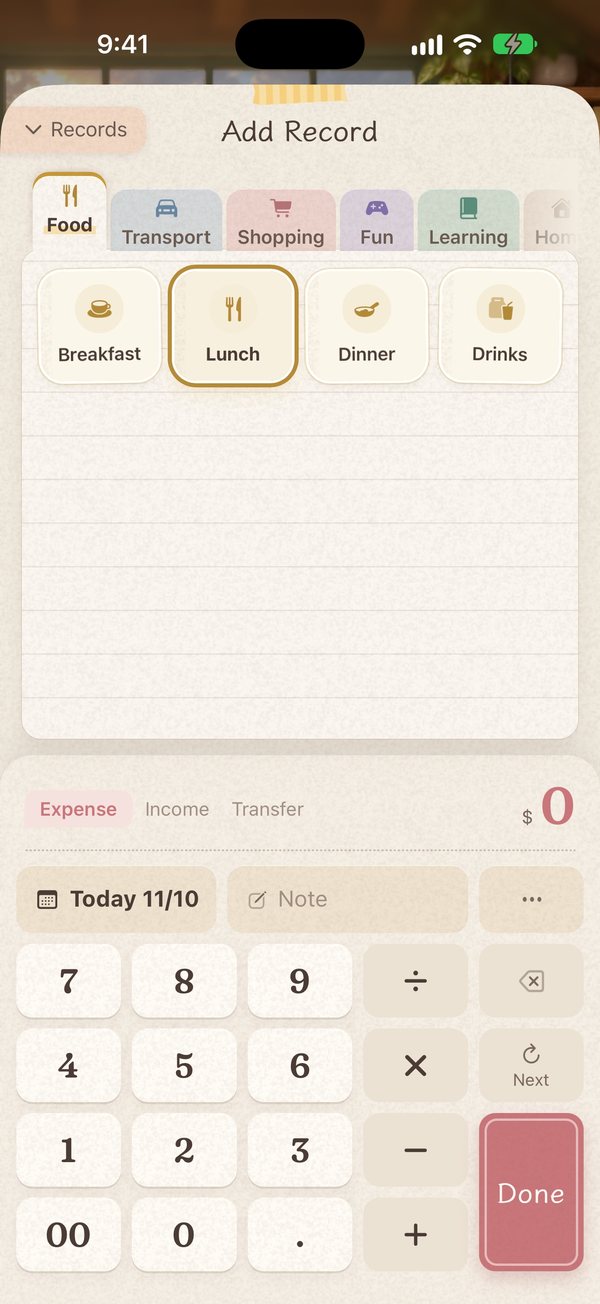 9:41
Records
Add Record
Food Transport Shopping Fun Learning Hom
Breakfast Lunch Dinner Drinks
Expense Income Transfer $ 0
Today 11/10 Note ...
7 8 9 ÷
4 5 6 × Next
1 2 3 −
Done
00 0 . +